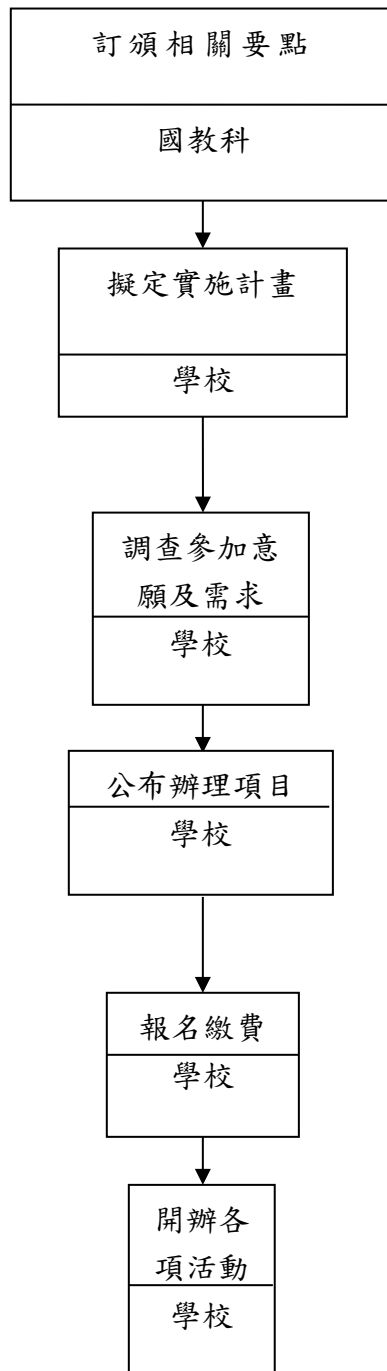 訂頒相關要點
國教科
擬定實施計畫
學校
調查參加意
願及需求
學校
公布辦理項目
學校
報名繳費
學校
開辦各
項活動
學校